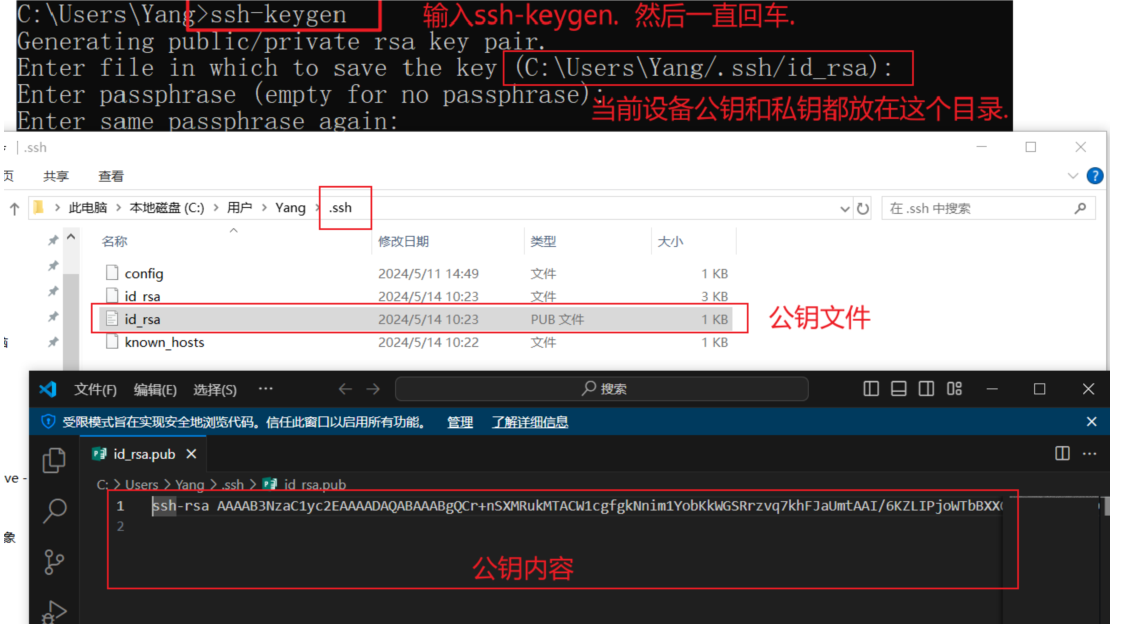 C:\Users\Yang>ssh-keygen 输入ssh-keygen. 然后一直回车.
Generating public/private rsa key pair.
Enter file in which to save the key (C:\Users\Yang/.ssh/id_rsa):
Enter passphrase (empty for no passphrase):
当前设备公钥和私钥都放在这个目录.
Enter same passphrase again:
.ssh
页 共享 查看
此电脑 > 本地磁盘 (C:) > 用户 > Yang > .ssh 在 .ssh 中搜索
名称 修改日期 类型 大小
config 2024/5/11 14:49 文件 1 KB
id_rsa 2024/5/14 10:23 文件 3 KB
id_rsa 2024/5/14 10:23 PUB 文件 1 KB 公钥文件
known_hosts 2024/5/14 10:22 文件 1 KB
文件(F) 编辑(E) 选择(S) ··· 搜索
受限模式旨在实现安全地浏览代码。信任此窗口以启用所有功能。 管理 了解详细信息
id_rsa.pub
ve -
C: > Users > Yang > .ssh > id_rsa.pub
1 ssh-rsa AAAAB3NzaC1yc2EAAAADAQABAAABgQCr+nSXMRukMTACW1cgfgkNnim1YobKkWGSRrzvq7khFJaUmtAAI/6KZLIPjoWTbBXX
2
象
公钥内容